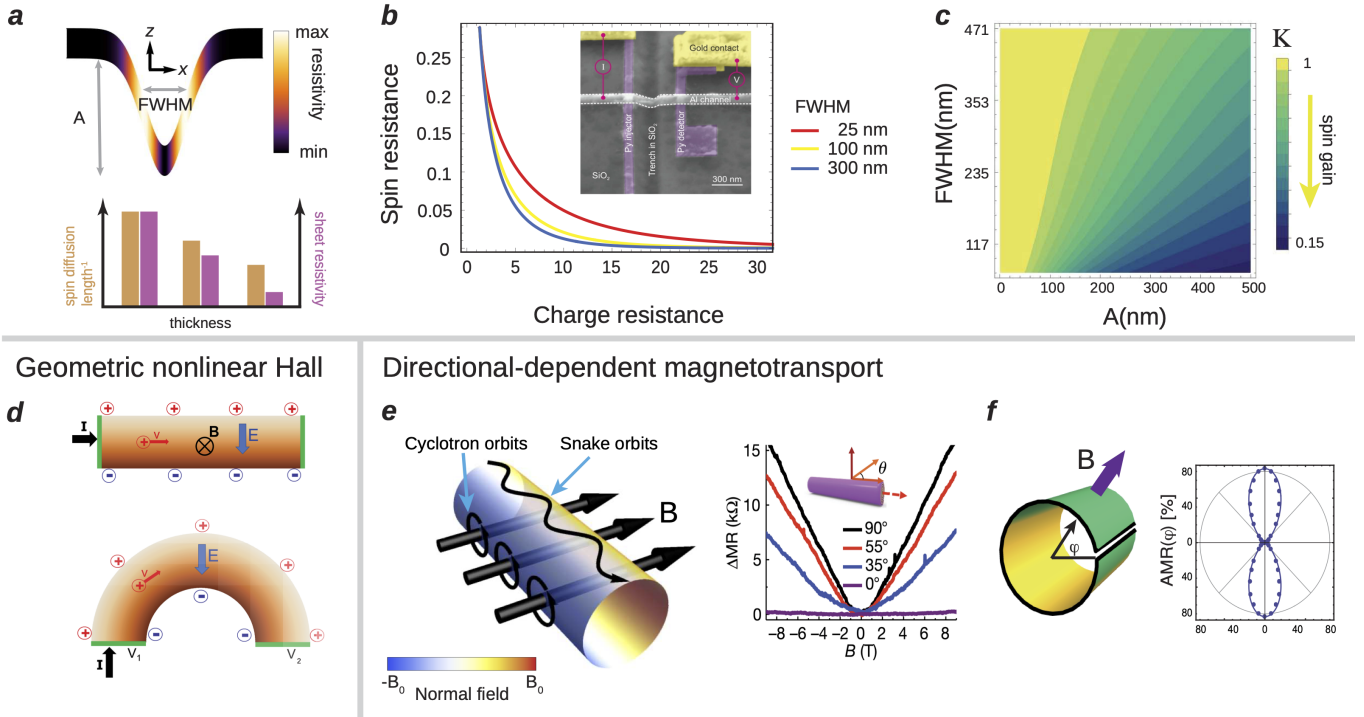 a
z
x
FWHM
A
max
min
resistivity
spin diffusion
length⁻¹
sheet resistivity
thickness
b
Spin resistance
0.25
0.2
0.15
0.1
0.05
0
0
5
10
15
20
25
30
Charge resistance
I
Gold contact
V
Al channel
Py injector
Trench in SiO₂
Py detector
SiO₂
300 nm
FWHM
25 nm
100 nm
300 nm
c
FWHM(nm)
471
353
235
117
0
100
200
300
400
500
A(nm)
K
1
0.15
spin gain
Geometric nonlinear Hall
d
+ + + +
I
+ v
B
E
- - - -
+
+ +
E
+ v
-
+ - - +
V₁
V₂
I
Directional-dependent magnetotransport
e
Cyclotron orbits
Snake orbits
B
-B₀
B₀
Normal field
ΔMR (kΩ)
15
10
5
0
θ
90°
55°
35°
0°
−8 −6 −4 −2 0 2 4 6 8
B (T)
f
B
φ
AMR(φ) [%]
80
40
0
40
80
80 40 0 40 80